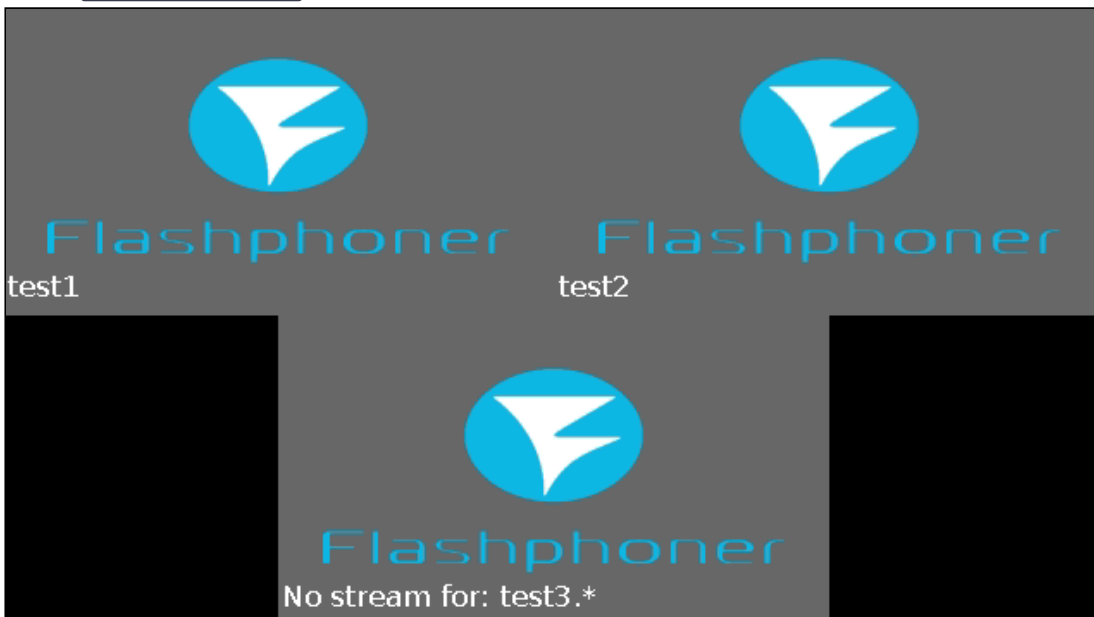 Flashphoner
Flashphoner
test1
test2
Flashphoner
No stream for: test3.*